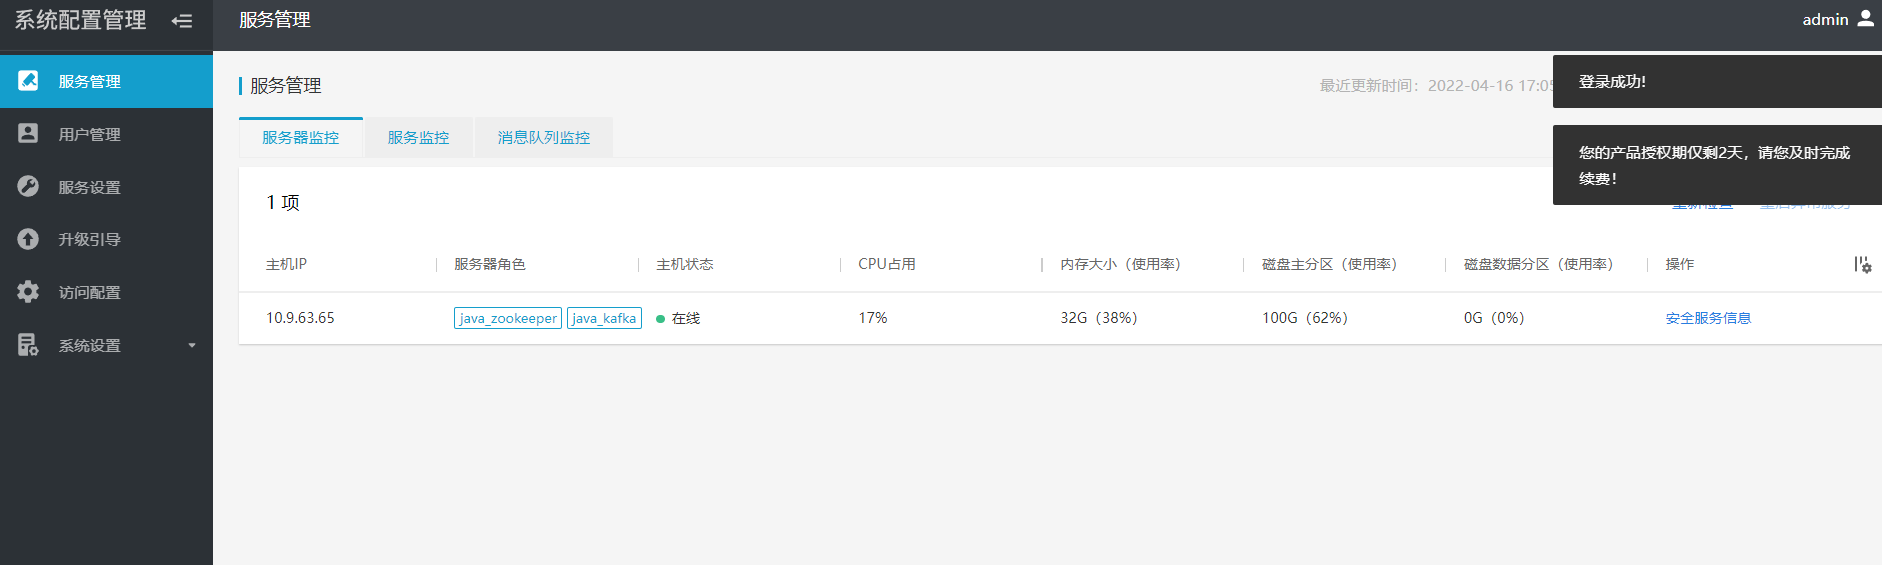 系统配置管理
服务管理
admin
服务管理
用户管理
服务设置
升级引导
访问配置
系统设置
服务管理
最近更新时间：2022-04-16 17:05
登录成功!
您的产品授权期仅剩2天，请您及时完成
续费！
服务器监控
服务监控
消息队列监控
1 项
主机IP
服务器角色
主机状态
CPU占用
内存大小（使用率）
磁盘主分区（使用率）
磁盘数据分区（使用率）
操作
10.9.63.65
java_zookeeper
java_kafka
在线
17%
32G（38%）
100G（62%）
0G（0%）
安全服务信息